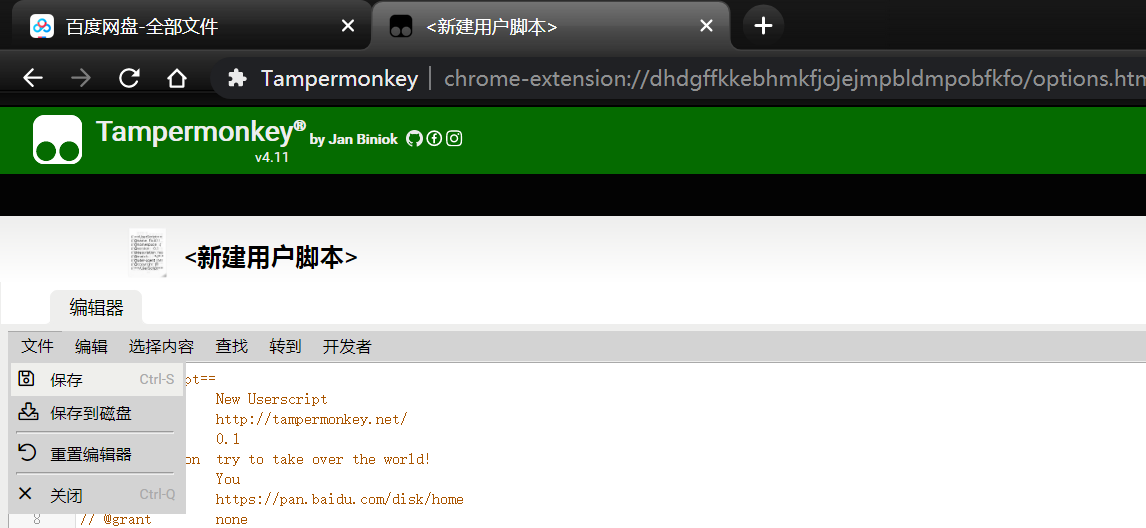 百度网盘-全部文件
<新建用户脚本>
Tampermonkey | chrome-extension://dhdgffkkebhmkfjojejmpbldmpobfkfo/options.htm
Tampermonkey® by Jan Biniok
v4.11
<新建用户脚本>
编辑器
文件 编辑 选择内容 查找 转到 开发者
保存 Ctrl-S
保存到磁盘
重置编辑器
关闭 Ctrl-Q
pt==
New Userscript
http://tampermonkey.net/
0.1
on try to take over the world!
You
https://pan.baidu.com/disk/home
8 // @grant none